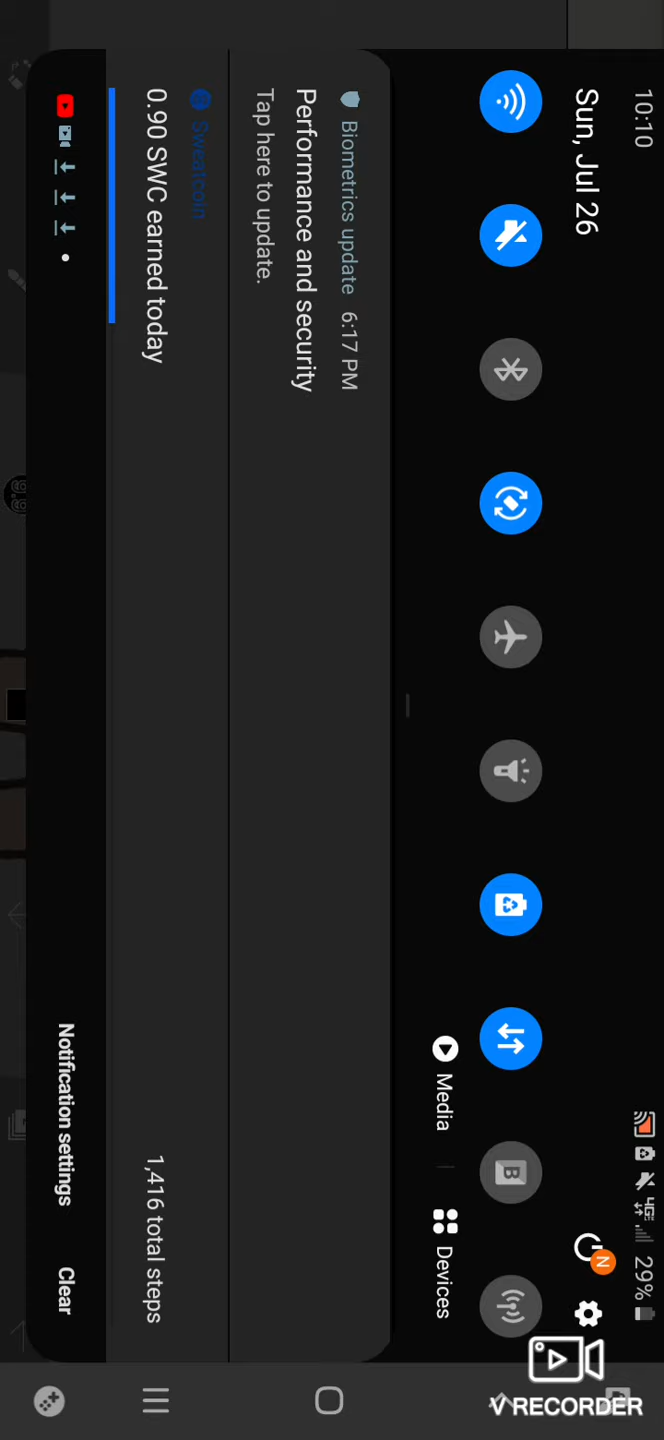 10:10
4GE
29%
Sun, Jul 26
N
B
Media
Devices
Biometrics update 6:17 PM
Performance and security
Tap here to update.
Sweatcoin
0.90 SWC earned today
1,416 total steps
Notification settings
Clear
V RECORDER